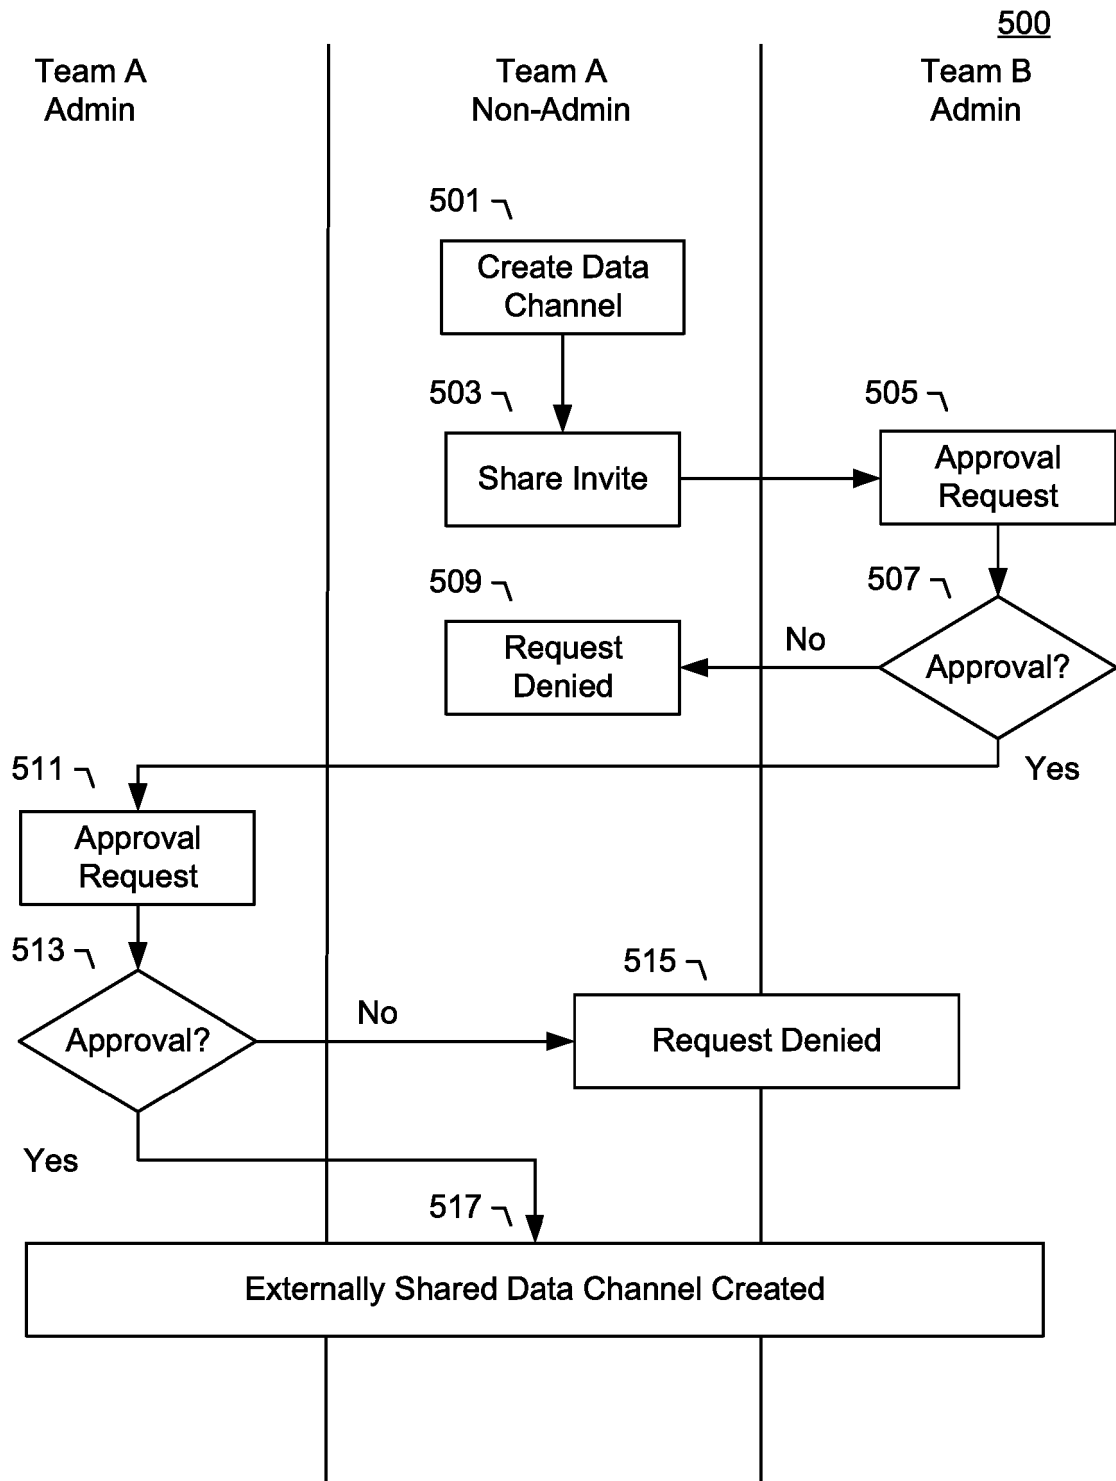 500
Team A
Admin
Team A
Non-Admin
Team B
Admin
501
Create Data
Channel
503
Share Invite
505
Approval
Request
507
Approval?
No
Yes
509
Request
Denied
511
Approval
Request
513
Approval?
No
Yes
515
Request Denied
517
Externally Shared Data Channel Created